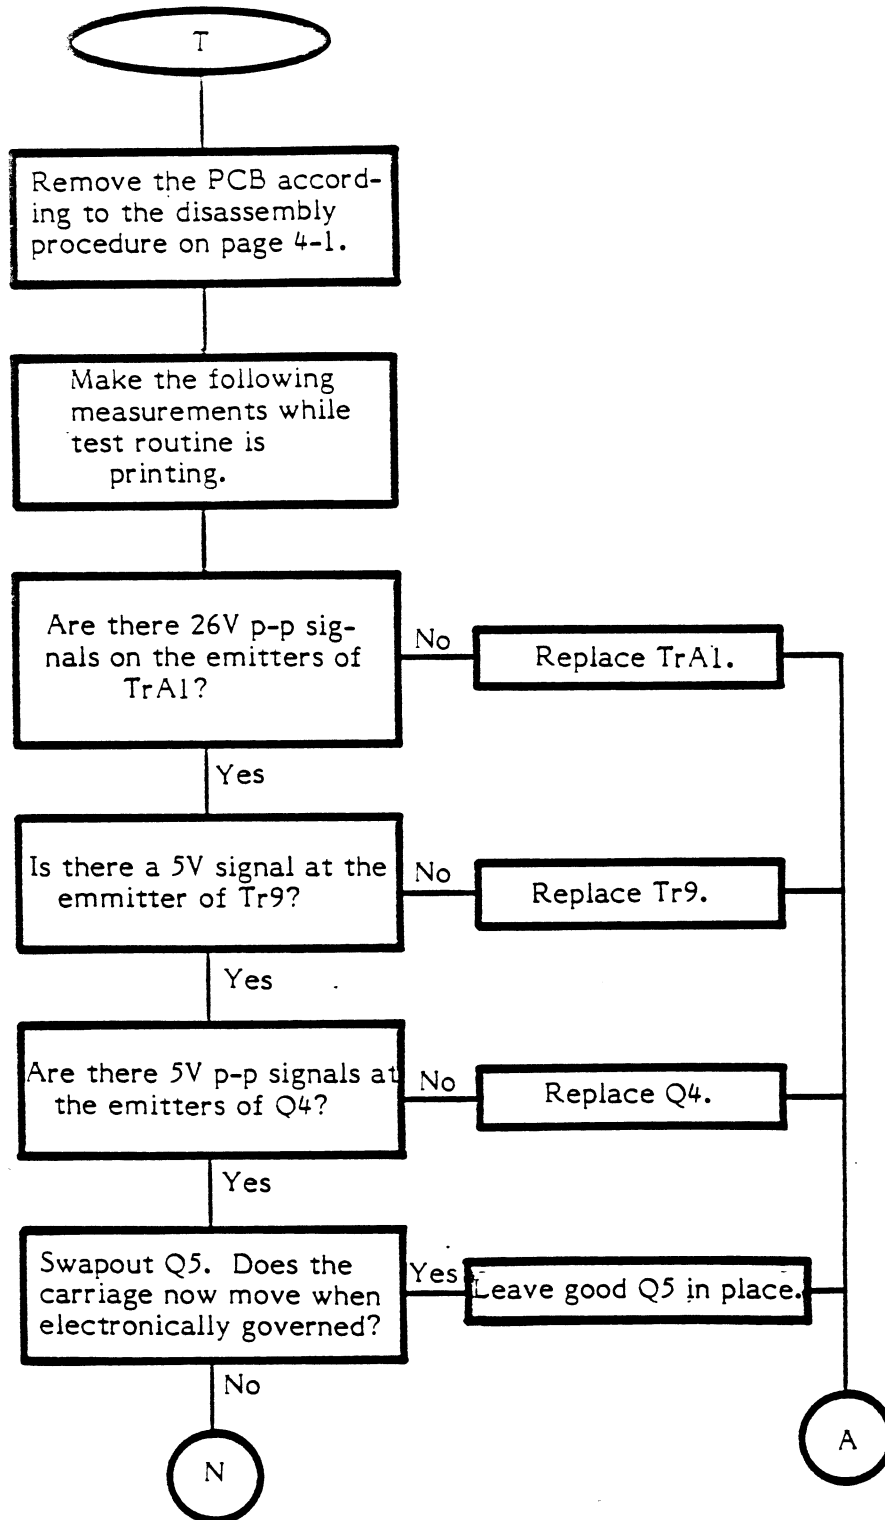 T
Remove the PCB accord-
ing to the disassembly
procedure on page 4-1.
Make the following
measurements while
test routine is
printing.
Are there 26V p-p sig-
nals on the emitters of
TrA1?
No
Replace TrA1.
Yes
Is there a 5V signal at the
emmitter of Tr9?
No
Replace Tr9.
Yes
Are there 5V p-p signals at
the emitters of Q4?
No
Replace Q4.
Yes
Swapout Q5. Does the
carriage now move when
electronically governed?
Yes
Leave good Q5 in place.
No
N
A